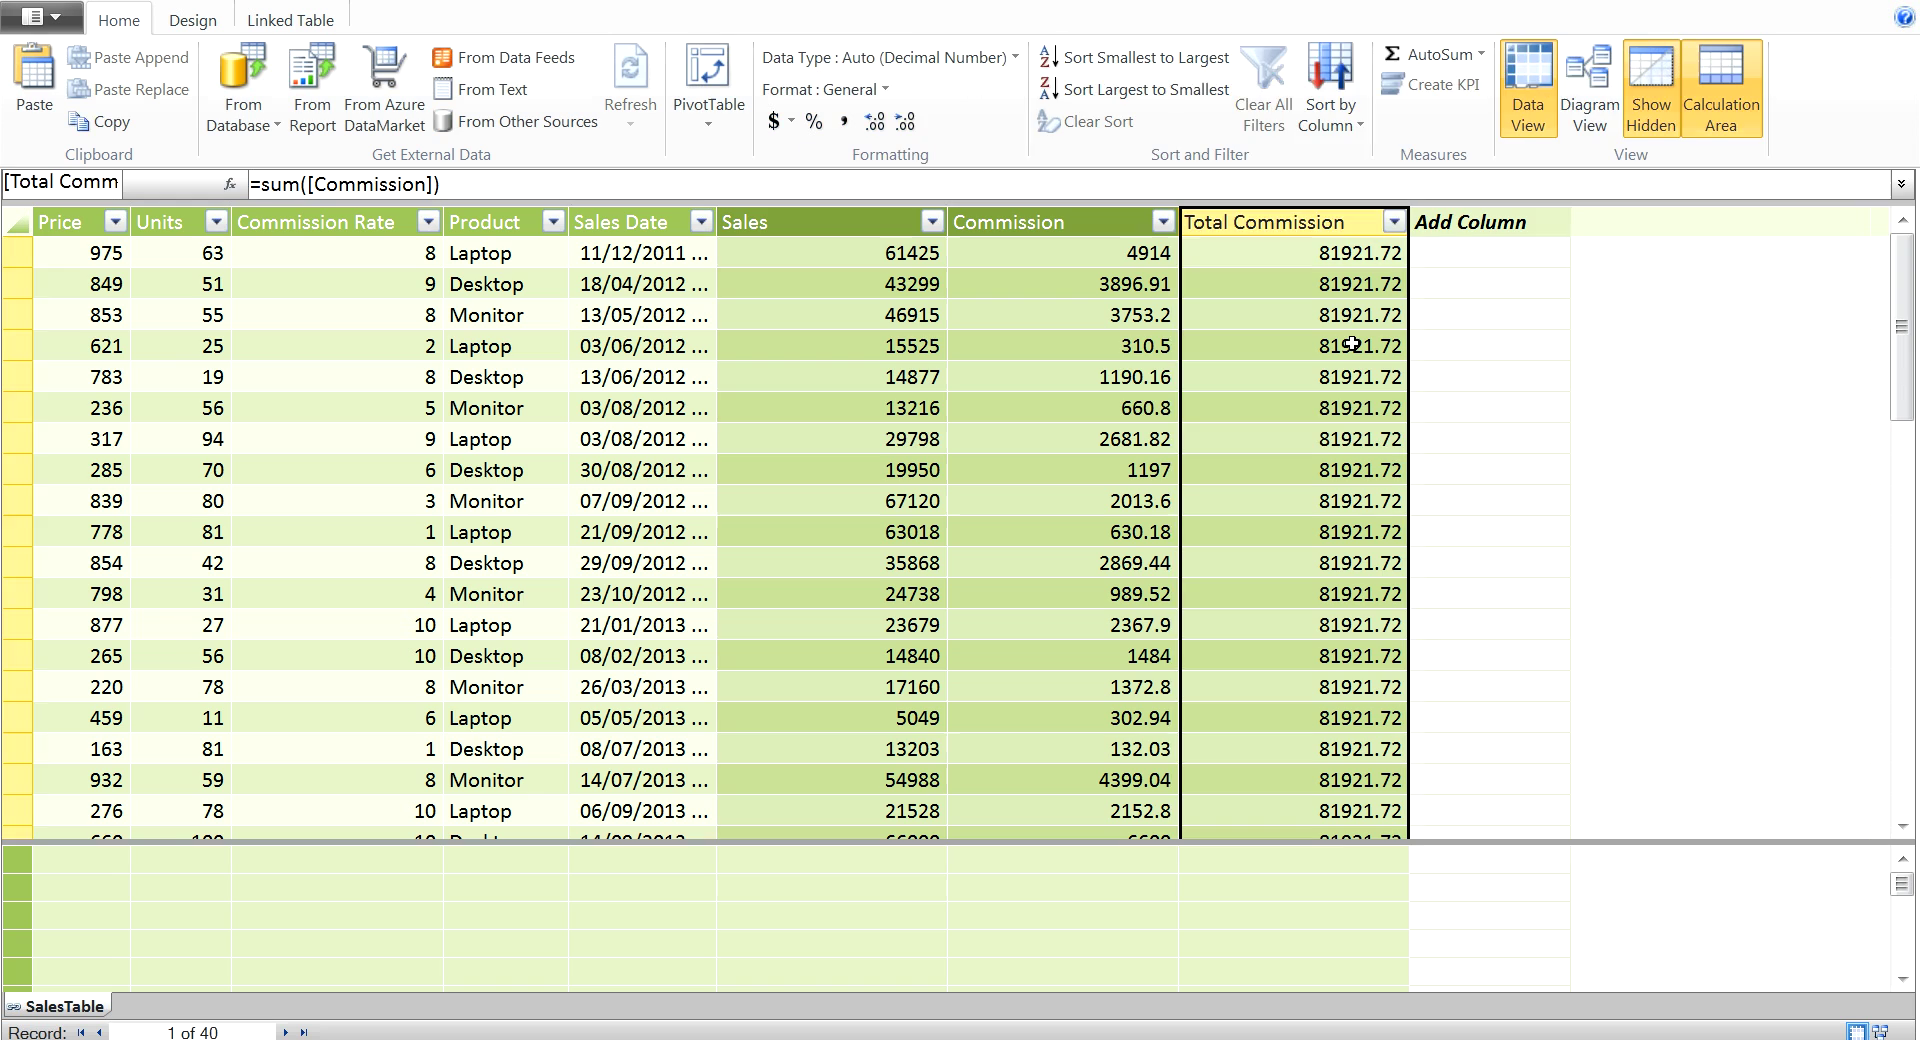 Home Design Linked Table
Paste Paste Append Paste Replace Copy
Clipboard
From Database From Report From Azure DataMarket From Data Feeds From Text From Other Sources
Get External Data
Refresh
PivotTable
Data Type : Auto (Decimal Number)
Format : General
$ % , .00 .00
Formatting
Sort Smallest to Largest
Sort Largest to Smallest
Clear Sort
Clear All Filters Sort by Column
Sort and Filter
AutoSum
Create KPI
Measures
Data View Diagram View Show Hidden Calculation Area
View
[Total Comm fx =sum([Commission])
Price Units Commission Rate Product Sales Date Sales Commission Total Commission Add Column
975 63 8 Laptop 11/12/2011 ... 61425 4914 81921.72
849 51 9 Desktop 18/04/2012 ... 43299 3896.91 81921.72
853 55 8 Monitor 13/05/2012 ... 46915 3753.2 81921.72
621 25 2 Laptop 03/06/2012 ... 15525 310.5 81921.72
783 19 8 Desktop 13/06/2012 ... 14877 1190.16 81921.72
236 56 5 Monitor 03/08/2012 ... 13216 660.8 81921.72
317 94 9 Laptop 03/08/2012 ... 29798 2681.82 81921.72
285 70 6 Desktop 30/08/2012 ... 19950 1197 81921.72
839 80 3 Monitor 07/09/2012 ... 67120 2013.6 81921.72
778 81 1 Laptop 21/09/2012 ... 63018 630.18 81921.72
854 42 8 Desktop 29/09/2012 ... 35868 2869.44 81921.72
798 31 4 Monitor 23/10/2012 ... 24738 989.52 81921.72
877 27 10 Laptop 21/01/2013 ... 23679 2367.9 81921.72
265 56 10 Desktop 08/02/2013 ... 14840 1484 81921.72
220 78 8 Monitor 26/03/2013 ... 17160 1372.8 81921.72
459 11 6 Laptop 05/05/2013 ... 5049 302.94 81921.72
163 81 1 Desktop 08/07/2013 ... 13203 132.03 81921.72
932 59 8 Monitor 14/07/2013 ... 54988 4399.04 81921.72
276 78 10 Laptop 06/09/2013 ... 21528 2152.8 81921.72
SalesTable
Record: 1 of 40